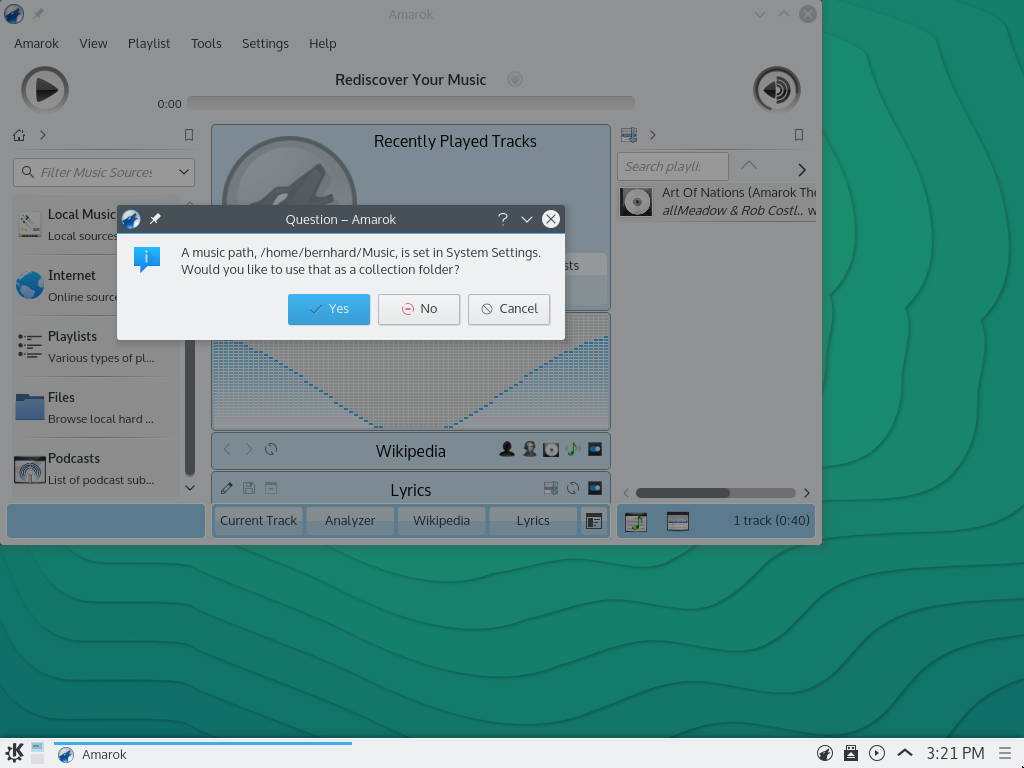 Amarok
Amarok View Playlist Tools Settings Help
Rediscover Your Music
0:00
Filter Music Sources
Local Music
Local sources
Internet
Online source
Playlists
Various types of pl...
Files
Browse local hard ...
Podcasts
List of podcast sub...
Recently Played Tracks
Question – Amarok
A music path, /home/bernhard/Music, is set in System Settings.
Would you like to use that as a collection folder?
Yes No Cancel
sts
Wikipedia
Lyrics
Current Track Analyzer Wikipedia Lyrics
Search playli
Art Of Nations (Amarok The
allMeadow & Rob Costl.. w
1 track (0:40)
Amarok
3:21 PM